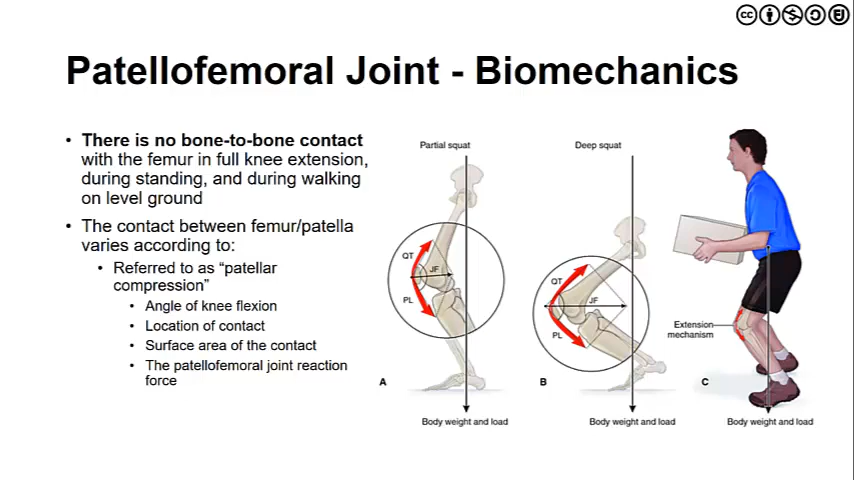 Patellofemoral Joint - Biomechanics
• There is no bone-to-bone contact
with the femur in full knee extension,
during standing, and during walking
on level ground
• The contact between femur/patella
varies according to:
• Referred to as “patellar
compression”
• Angle of knee flexion
• Location of contact
• Surface area of the contact
• The patellofemoral joint reaction
force
Partial squat
QT
JF
PL
A
Body weight and load
Deep squat
QT
JF
PL
B
Body weight and load
Extension
mechanism
C
Body weight and load